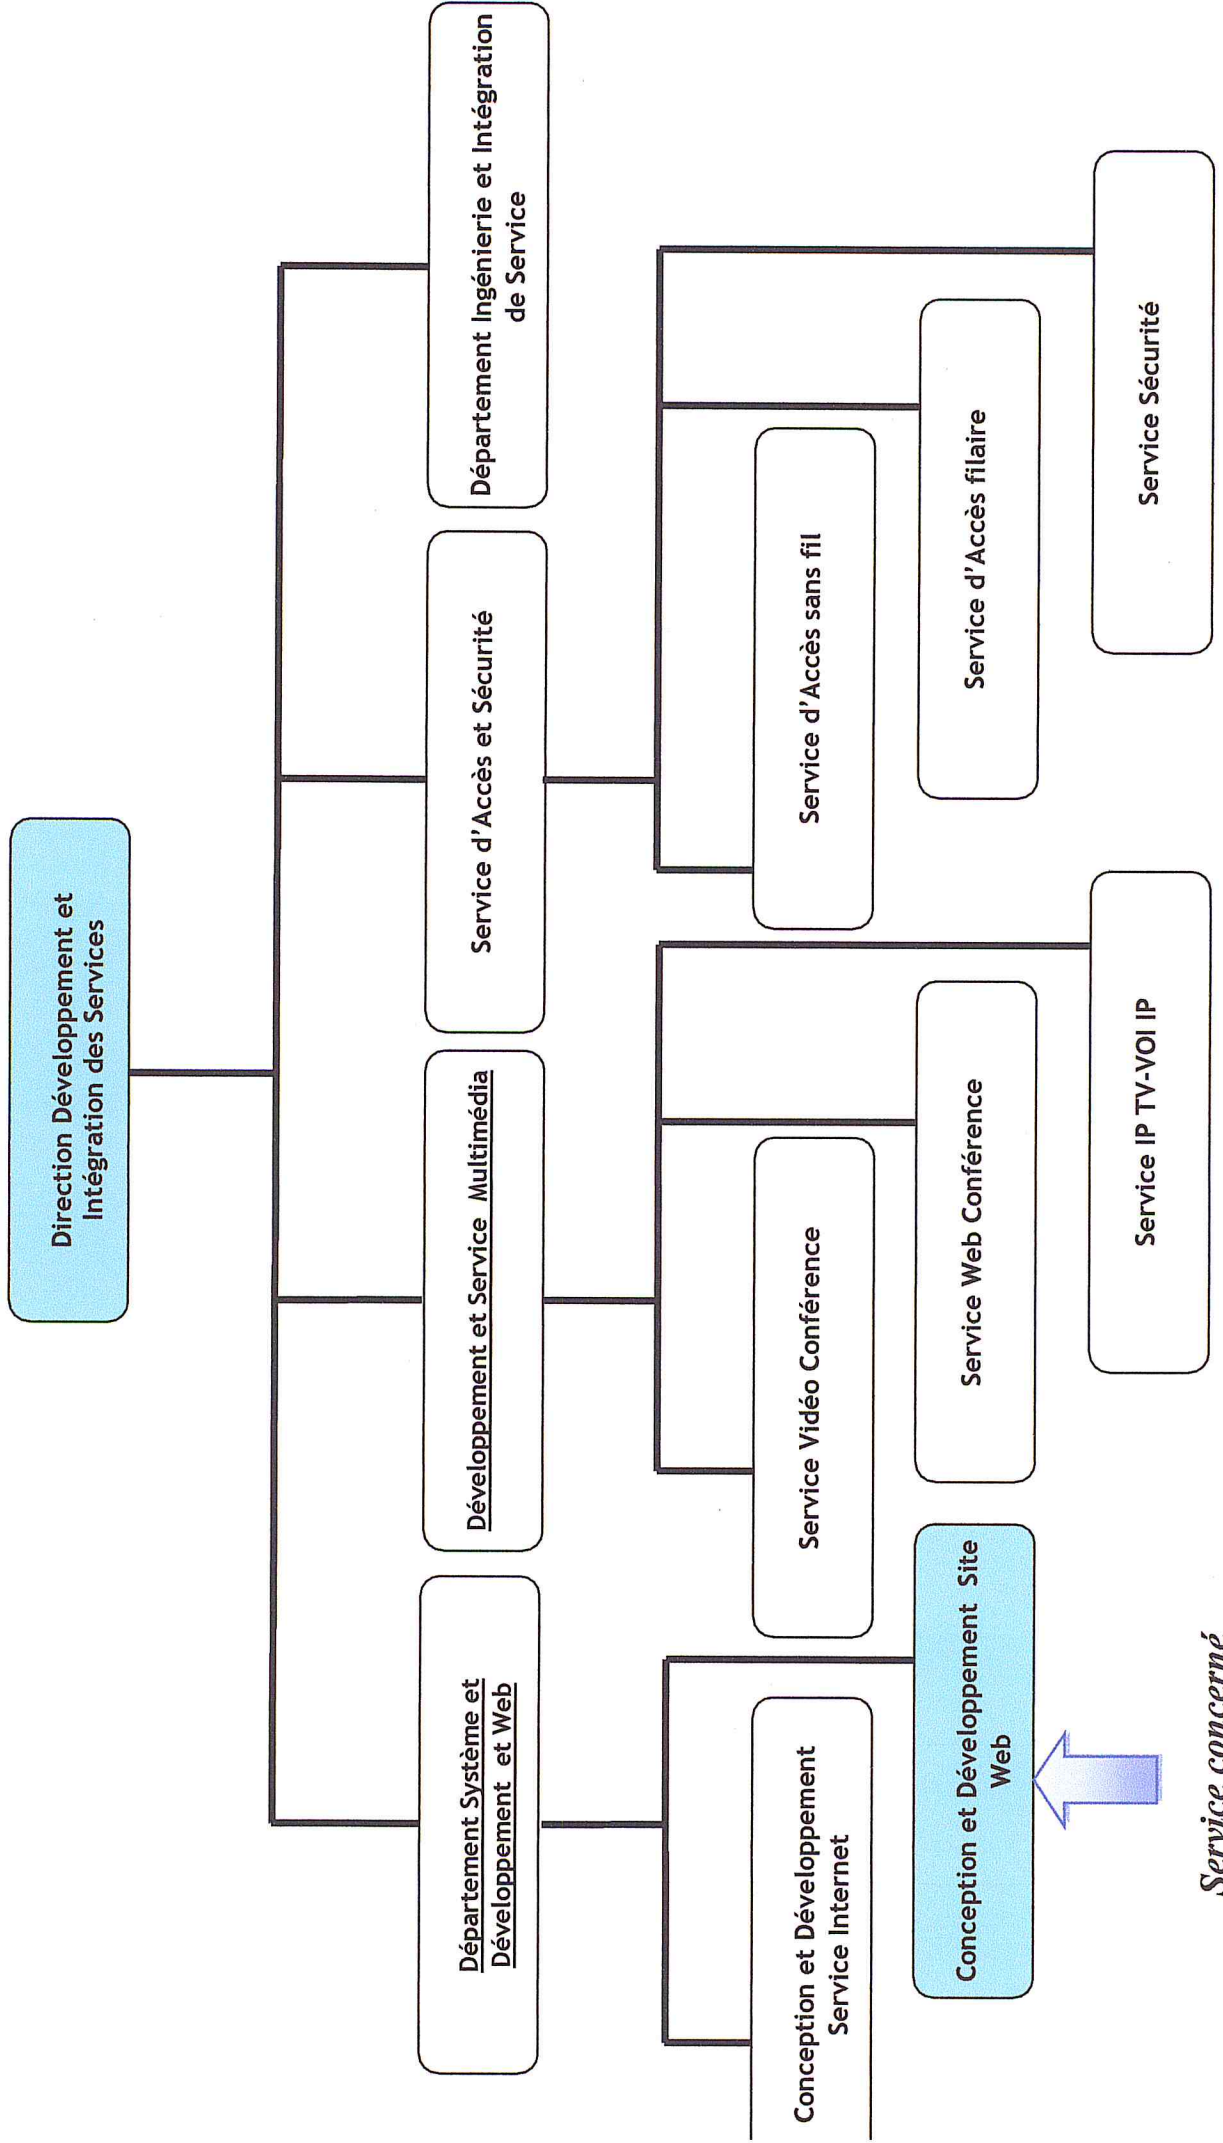 Direction Développement et
Intégration des Services
Département Système et
Développement et Web
Développement et Service Multimédia
Service d'Accès et Sécurité
Département Ingénierie et Intégration
de Service
Conception et Développement
Service Internet
Service Vidéo Conférence
Service d'Accès sans fil
Conception et Développement Site
Web
Service Web Conférence
Service d'Accès filaire
Service IP TV-VOI IP
Service Sécurité
Service concerné